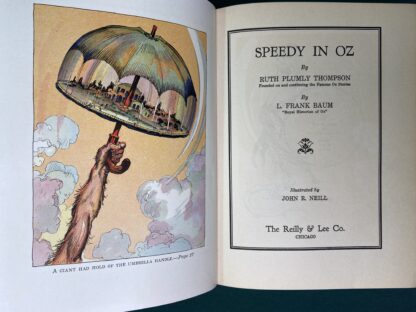 A GIANT HAD HOLD OF THE UMBRELLA HANDLE.—Page 27
SPEEDY IN OZ
By
RUTH PLUMLY THOMPSON
Founded on and continuing the Famous Oz Stories
By
L. FRANK BAUM
"Royal Historian of Oz"
Illustrated by
JOHN R. NEILL
The Reilly & Lee Co.
CHICAGO